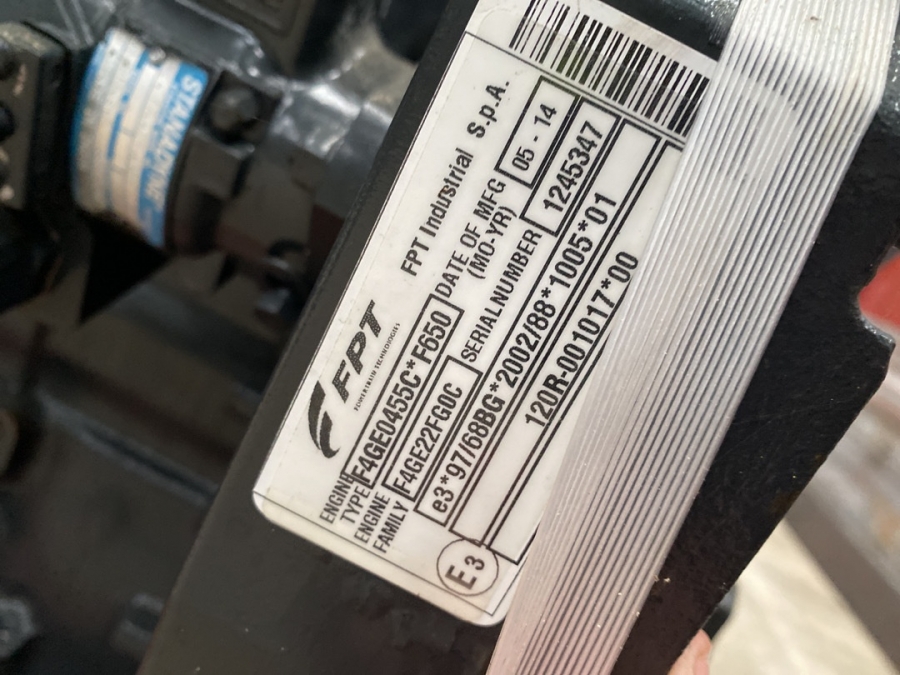 FPT
POWERTRAIN TECHNOLOGIES
FPT Industrial S.p.A.
ENGINE TYPE
F4GE0455C*F650
DATE OF MFG (MO-YR)
05 - 14
ENGINE FAMILY
F4GE22FG0C
SERIAL NUMBER
1245347
e3*97/68BG*2002/88*1005*01
120R-001017*00
E 3
STANADYNE